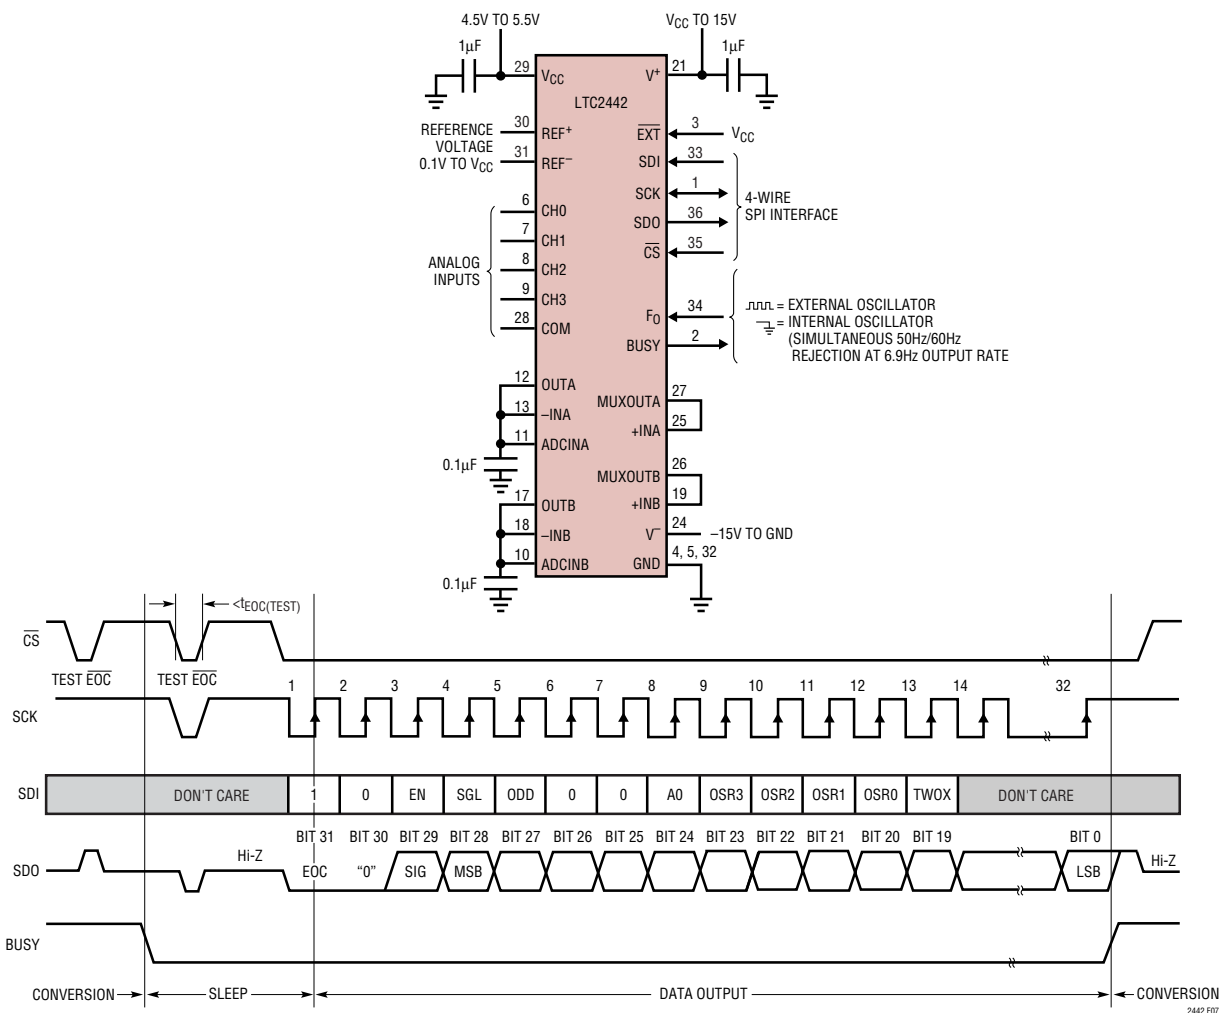 4.5V TO 5.5V
VCC TO 15V
1µF
1µF
29
VCC
V+
21
LTC2442
REFERENCE
VOLTAGE
0.1V TO VCC
30
REF+
31
REF−
EXT
3
VCC
SDI
33
SCK
1
SDO
36
CS
35
4-WIRE
SPI INTERFACE
ANALOG
INPUTS
6
CH0
7
CH1
8
CH2
9
CH3
28
COM
FO
34
BUSY
2
= EXTERNAL OSCILLATOR
= INTERNAL OSCILLATOR
(SIMULTANEOUS 50Hz/60Hz
REJECTION AT 6.9Hz OUTPUT RATE
12
OUTA
13
–INA
11
ADCINA
0.1µF
MUXOUTA
27
+INA
25
17
OUTB
18
–INB
10
ADCINB
0.1µF
MUXOUTB
26
+INB
19
V−
24
–15V TO GND
GND
4, 5, 32
<tEOC(TEST)
CS
TEST EOC
TEST EOC
SCK
1 2 3 4 5 6 7 8 9 10 11 12 13 14 32
SDI
DON'T CARE 1 0 EN SGL ODD 0 0 A0 OSR3 OSR2 OSR1 OSR0 TWOX DON'T CARE
BIT 31 BIT 30 BIT 29 BIT 28 BIT 27 BIT 26 BIT 25 BIT 24 BIT 23 BIT 22 BIT 21 BIT 20 BIT 19 BIT 0
SDO
Hi-Z EOC "0" SIG MSB LSB Hi-Z
BUSY
CONVERSION SLEEP DATA OUTPUT CONVERSION
2442 F07